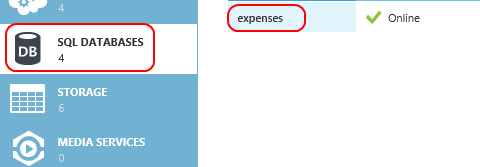 4
SQL DATABASES
DB
4
STORAGE
6
MEDIA SERVICES
0
expenses
Online